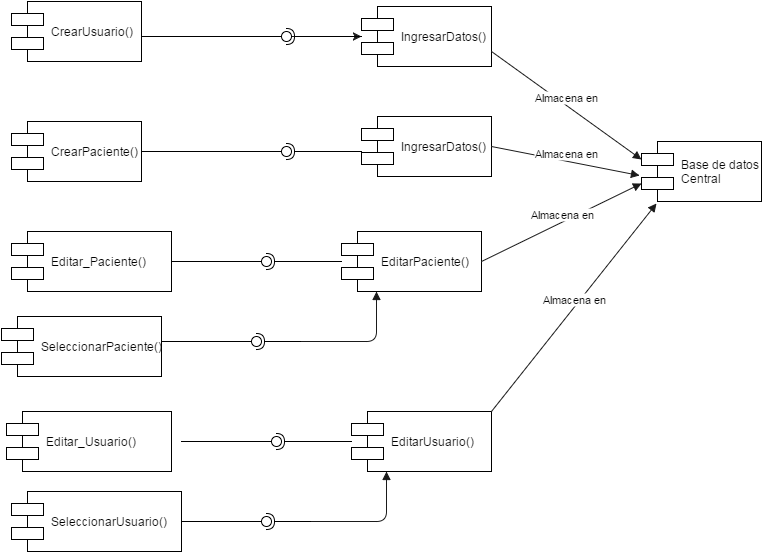 CrearUsuario()
IngresarDatos()
Almacena en
CrearPaciente()
IngresarDatos()
Almacena en
Base de datos
Central
Almacena en
Editar_Paciente()
EditarPaciente()
Almacena en
SeleccionarPaciente()
Editar_Usuario()
EditarUsuario()
SeleccionarUsuario()